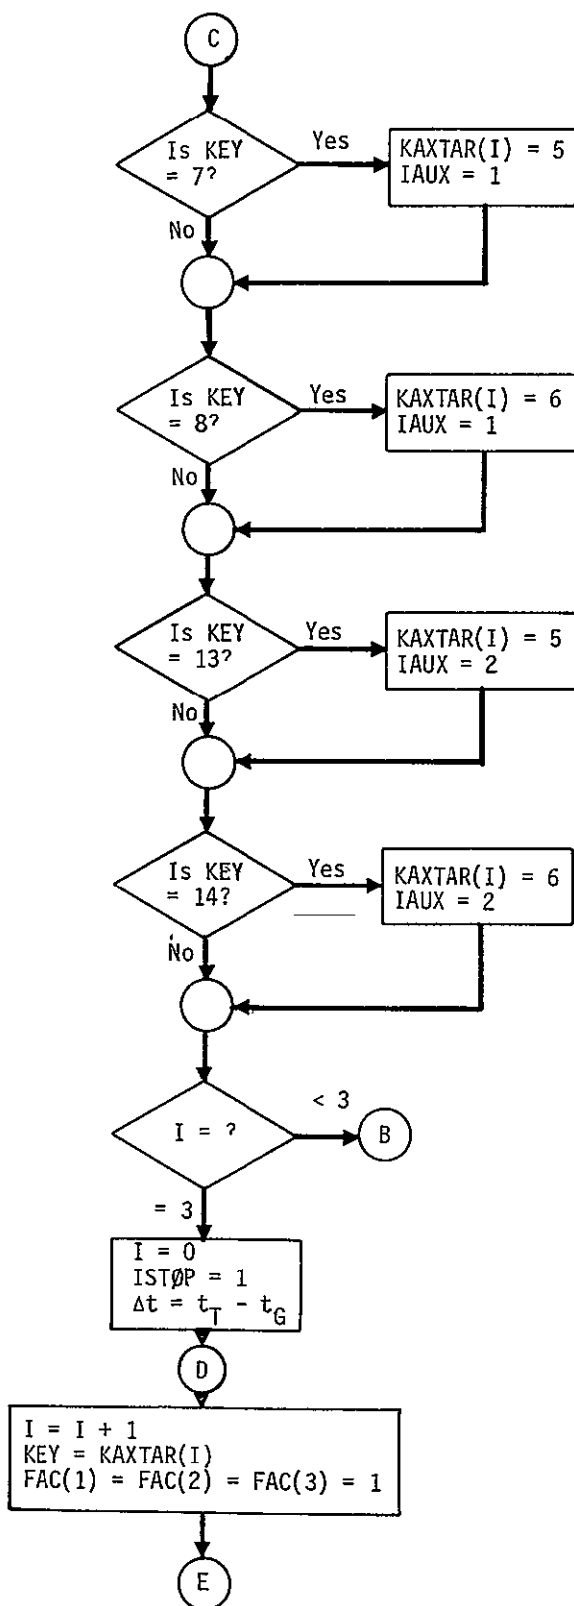 C
Is KEY
= 7?
Yes
KAXTAR(I) = 5
IAUX = 1
No
Is KEY
= 8?
Yes
KAXTAR(I) = 6
IAUX = 1
No
Is KEY
= 13?
Yes
KAXTAR(I) = 5
IAUX = 2
No
Is KEY
= 14?
Yes
KAXTAR(I) = 6
IAUX = 2
No
I = ?
< 3
B
= 3
I = 0
ISTØP = 1
Δt = t_T - t_G
D
I = I + 1
KEY = KAXTAR(I)
FAC(1) = FAC(2) = FAC(3) = 1
E